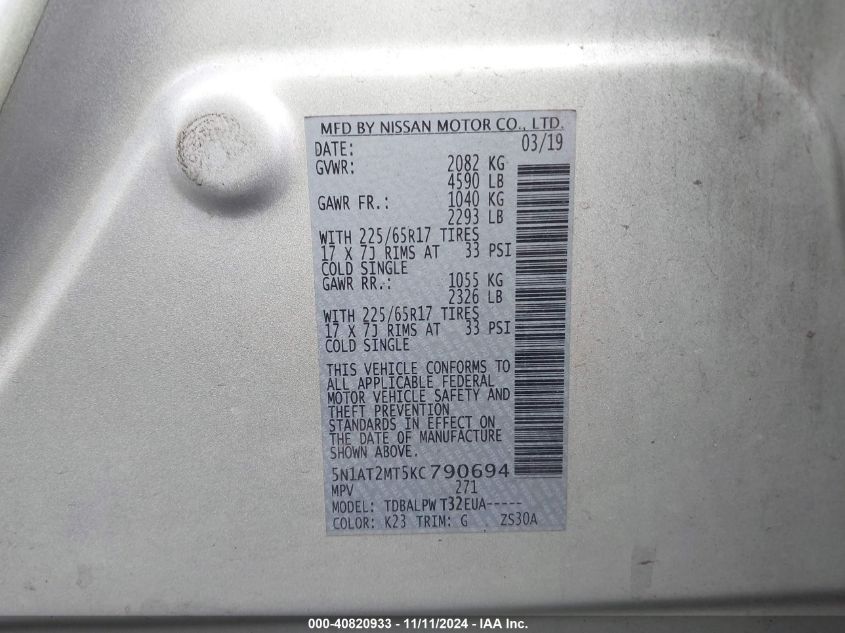 MFD BY NISSAN MOTOR CO., LTD.
DATE: 03/19
GVWR: 2082 KG
4590 LB
GAWR FR.: 1040 KG
2293 LB
WITH 225/65R17 TIRES
17 X 7J RIMS AT 33 PSI
COLD SINGLE
GAWR RR.: 1055 KG
2326 LB
WITH 225/65R17 TIRES
17 X 7J RIMS AT 33 PSI
COLD SINGLE
THIS VEHICLE CONFORMS TO
ALL APPLICABLE FEDERAL
MOTOR VEHICLE SAFETY AND
THEFT PREVENTION
STANDARDS IN EFFECT ON
THE DATE OF MANUFACTURE
SHOWN ABOVE.
5N1AT2MT5KC790694
MPV 271
MODEL: TDBALPW T32EUA-----
COLOR: K23 TRIM: G ZS30A
000-40820933 - 11/11/2024 - IAA Inc.